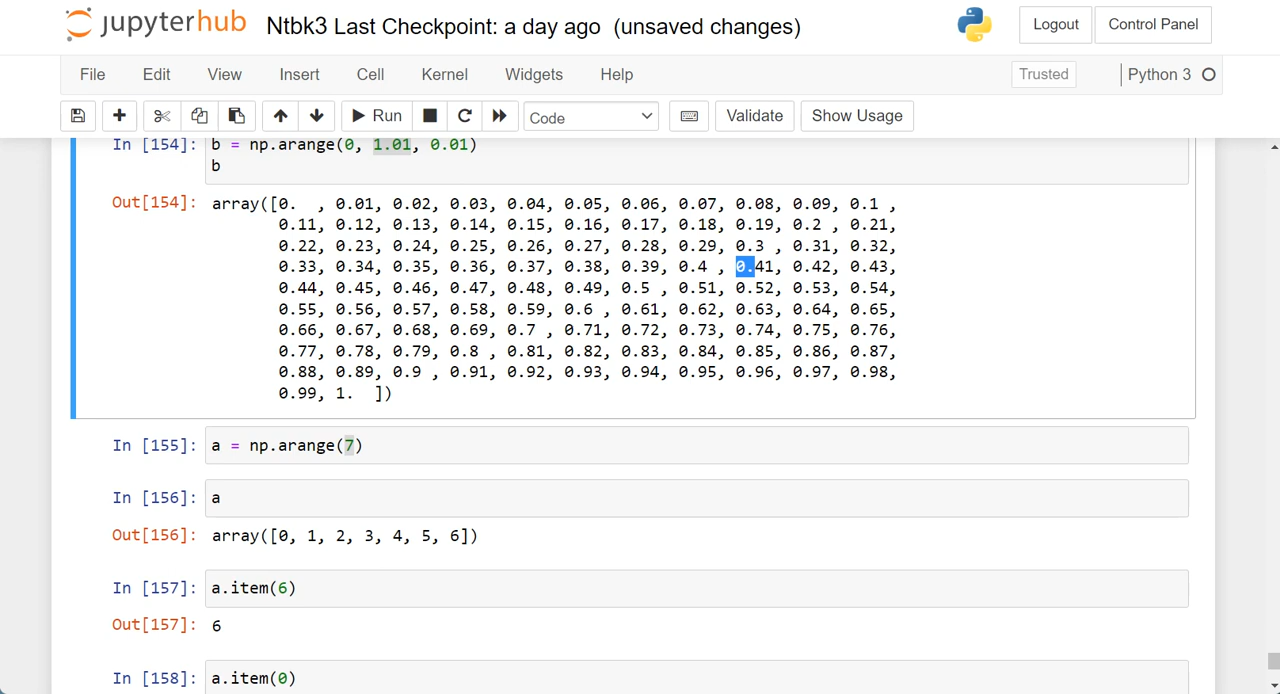 jupyterhub Ntbk3 Last Checkpoint: a day ago (unsaved changes) Logout Control Panel
File Edit View Insert Cell Kernel Widgets Help Trusted Python 3
Run Code Validate Show Usage
In [154]: b = np.arange(0, 1.01, 0.01)
b
Out[154]: array([0.  , 0.01, 0.02, 0.03, 0.04, 0.05, 0.06, 0.07, 0.08, 0.09, 0.1 ,
0.11, 0.12, 0.13, 0.14, 0.15, 0.16, 0.17, 0.18, 0.19, 0.2 , 0.21,
0.22, 0.23, 0.24, 0.25, 0.26, 0.27, 0.28, 0.29, 0.3 , 0.31, 0.32,
0.33, 0.34, 0.35, 0.36, 0.37, 0.38, 0.39, 0.4 , 0.41, 0.42, 0.43,
0.44, 0.45, 0.46, 0.47, 0.48, 0.49, 0.5 , 0.51, 0.52, 0.53, 0.54,
0.55, 0.56, 0.57, 0.58, 0.59, 0.6 , 0.61, 0.62, 0.63, 0.64, 0.65,
0.66, 0.67, 0.68, 0.69, 0.7 , 0.71, 0.72, 0.73, 0.74, 0.75, 0.76,
0.77, 0.78, 0.79, 0.8 , 0.81, 0.82, 0.83, 0.84, 0.85, 0.86, 0.87,
0.88, 0.89, 0.9 , 0.91, 0.92, 0.93, 0.94, 0.95, 0.96, 0.97, 0.98,
0.99, 1.  ])
In [155]: a = np.arange(7)
In [156]: a
Out[156]: array([0, 1, 2, 3, 4, 5, 6])
In [157]: a.item(6)
Out[157]: 6
In [158]: a.item(0)